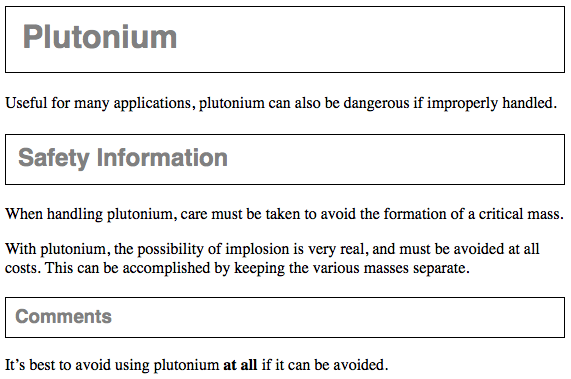 Plutonium
Useful for many applications, plutonium can also be dangerous if improperly handled.
Safety Information
When handling plutonium, care must be taken to avoid the formation of a critical mass.
With plutonium, the possibility of implosion is very real, and must be avoided at all
costs. This can be accomplished by keeping the various masses separate.
Comments
It’s best to avoid using plutonium at all if it can be avoided.